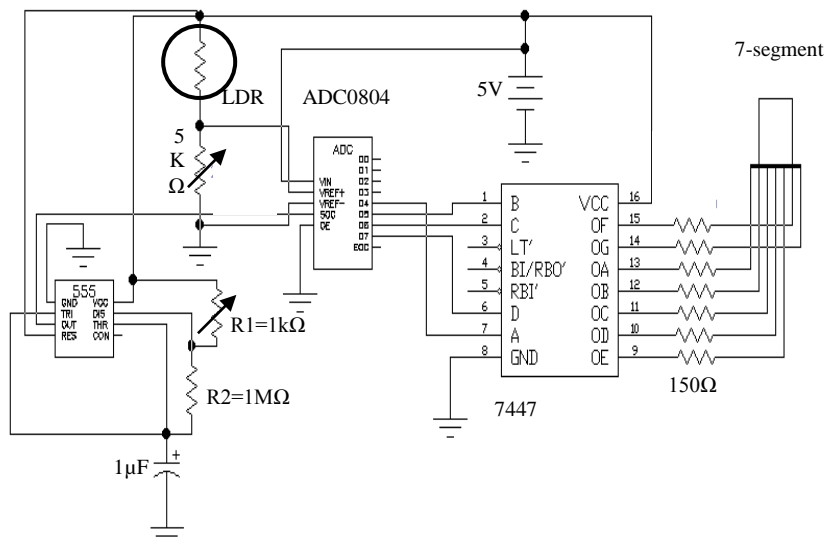 7-segment
LDR
ADC0804
5V
5
K
Ω
ADC
D0
D1
VIN D2
VREF+ D3
VREF- D4
SOC D5
OE D6
D7
EOC
1 B VCC 16
2 C OF 15
3 LT' OG 14
4 BI/RBO' OA 13
5 RBI' OB 12
6 D OC 11
7 A OD 10
8 GND OE 9
7447
150Ω
555
GND VCC
TRI DIS
OUT THR
RES CON
R1=1kΩ
R2=1MΩ
1µF
+